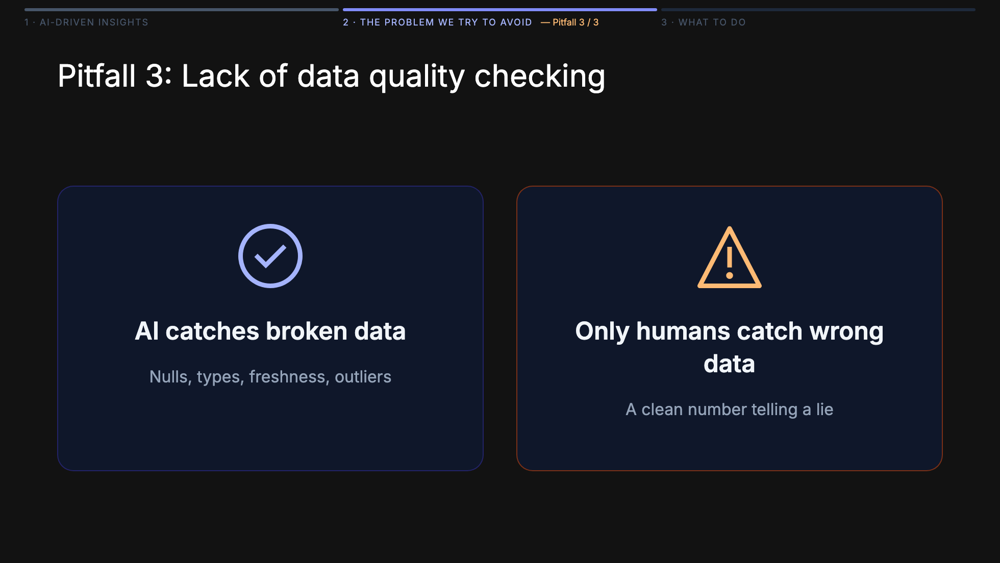 1 · AI-DRIVEN INSIGHTS
2 · THE PROBLEM WE TRY TO AVOID — Pitfall 3 / 3
3 · WHAT TO DO
Pitfall 3: Lack of data quality checking
AI catches broken data
Nulls, types, freshness, outliers
Only humans catch wrong
data
A clean number telling a lie